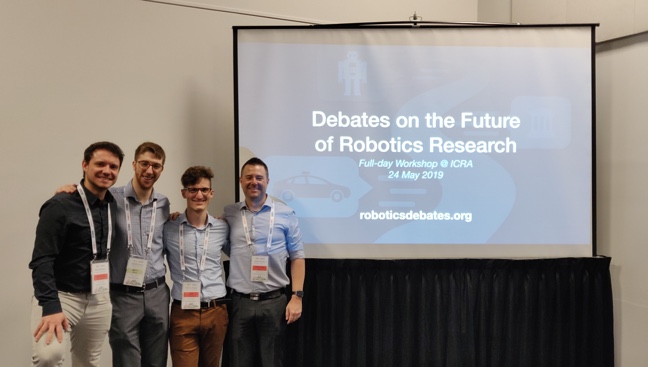 Debates on the Future
of Robotics Research
Full-day Workshop @ ICRA
24 May 2019
roboticsdebates.org